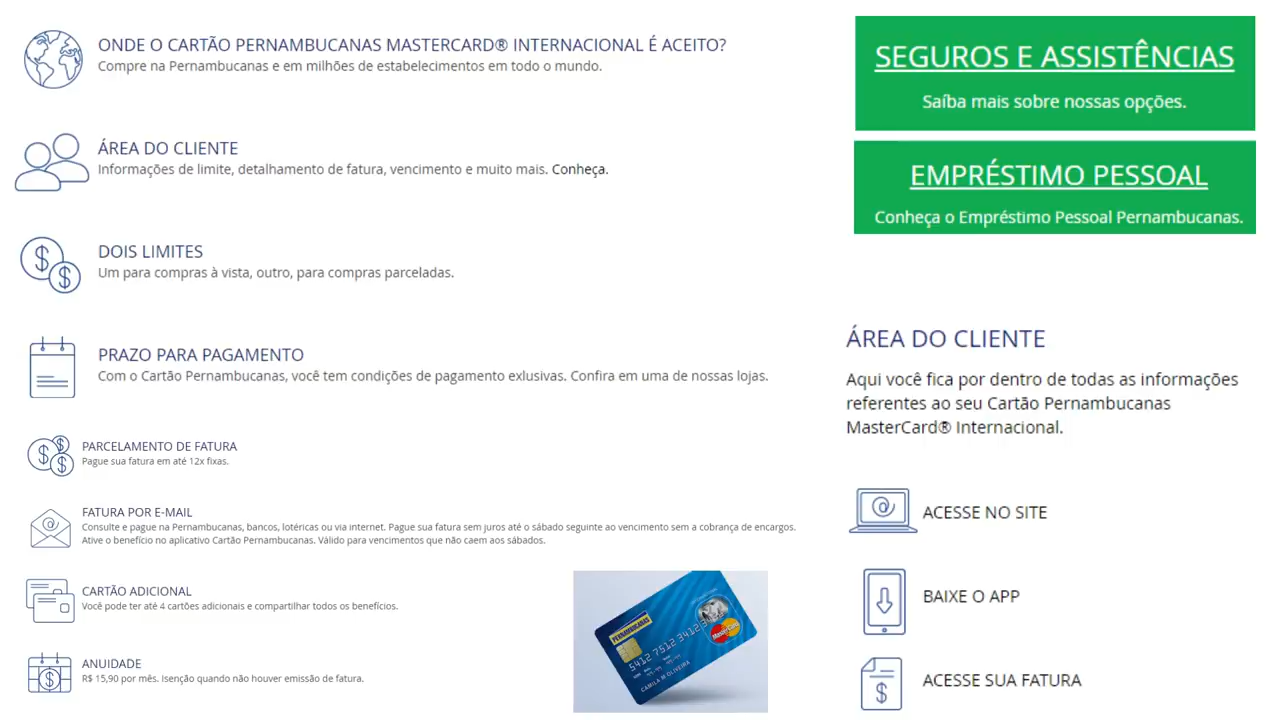 ONDE O CARTÃO PERNAMBUCANAS MASTERCARD® INTERNACIONAL É ACEITO?
Compre na Pernambucanas e em milhões de estabelecimentos em todo o mundo.
ÁREA DO CLIENTE
Informações de limite, detalhamento de fatura, vencimento e muito mais. Conheça.
DOIS LIMITES
Um para compras à vista, outro, para compras parceladas.
PRAZO PARA PAGAMENTO
Com o Cartão Pernambucanas, você tem condições de pagamento exlusivas. Confira em uma de nossas lojas.
PARCELAMENTO DE FATURA
Pague sua fatura em até 12x fixas.
FATURA POR E-MAIL
Consulte e pague na Pernambucanas, bancos, lotéricas ou via internet. Pague sua fatura sem juros até o sábado seguinte ao vencimento sem a cobrança de encargos.
Ative o benefício no aplicativo Cartão Pernambucanas. Válido para vencimentos que não caem aos sábados.
CARTÃO ADICIONAL
Você pode ter até 4 cartões adicionais e compartilhar todos os benefícios.
ANUIDADE
R$ 15,90 por mês. Isenção quando não houver emissão de fatura.
PERNAMBUCANAS
5412 7512 3412 3456
MasterCard
CAMILA M OLIVEIRA
SEGUROS E ASSISTÊNCIAS
Saíba mais sobre nossas opções.
EMPRÉSTIMO PESSOAL
Conheça o Empréstimo Pessoal Pernambucanas.
ÁREA DO CLIENTE
Aqui você fica por dentro de todas as informações
referentes ao seu Cartão Pernambucanas
MasterCard® Internacional.
ACESSE NO SITE
BAIXE O APP
ACESSE SUA FATURA